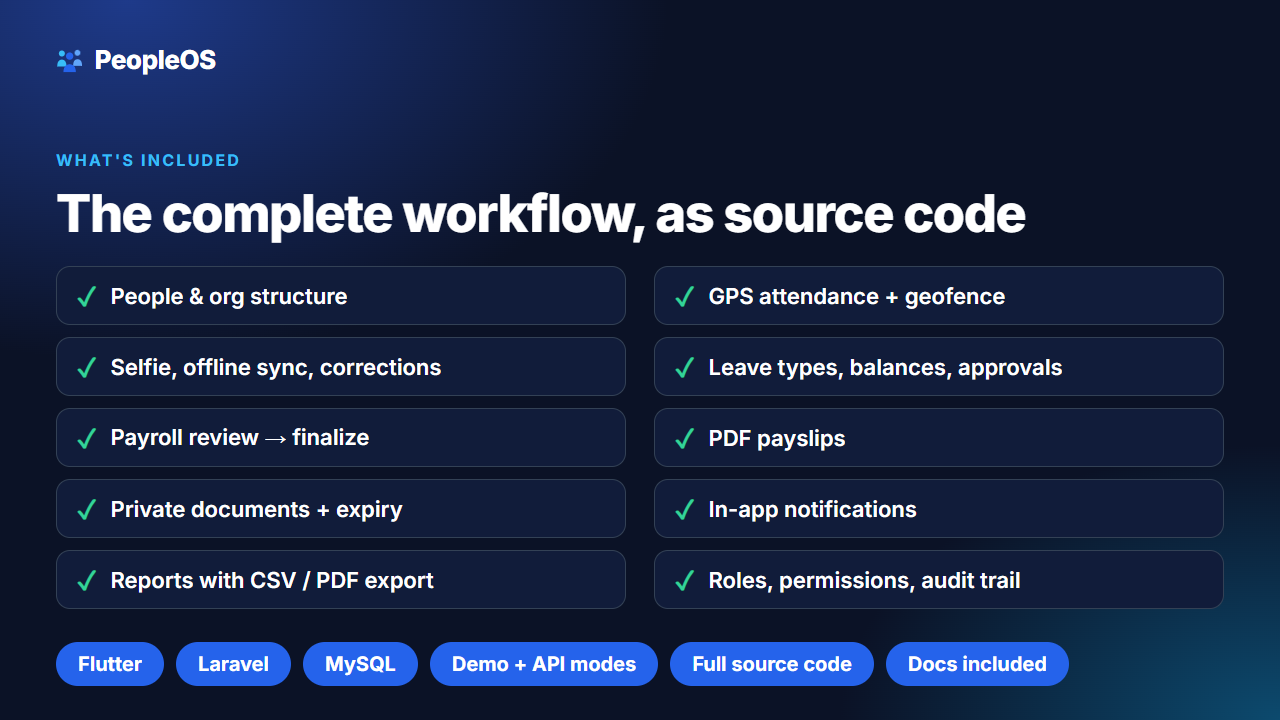 PeopleOS
WHAT'S INCLUDED
The complete workflow, as source code
✓ People & org structure
✓ GPS attendance + geofence
✓ Selfie, offline sync, corrections
✓ Leave types, balances, approvals
✓ Payroll review → finalize
✓ PDF payslips
✓ Private documents + expiry
✓ In-app notifications
✓ Reports with CSV / PDF export
✓ Roles, permissions, audit trail
Flutter Laravel MySQL Demo + API modes Full source code Docs included